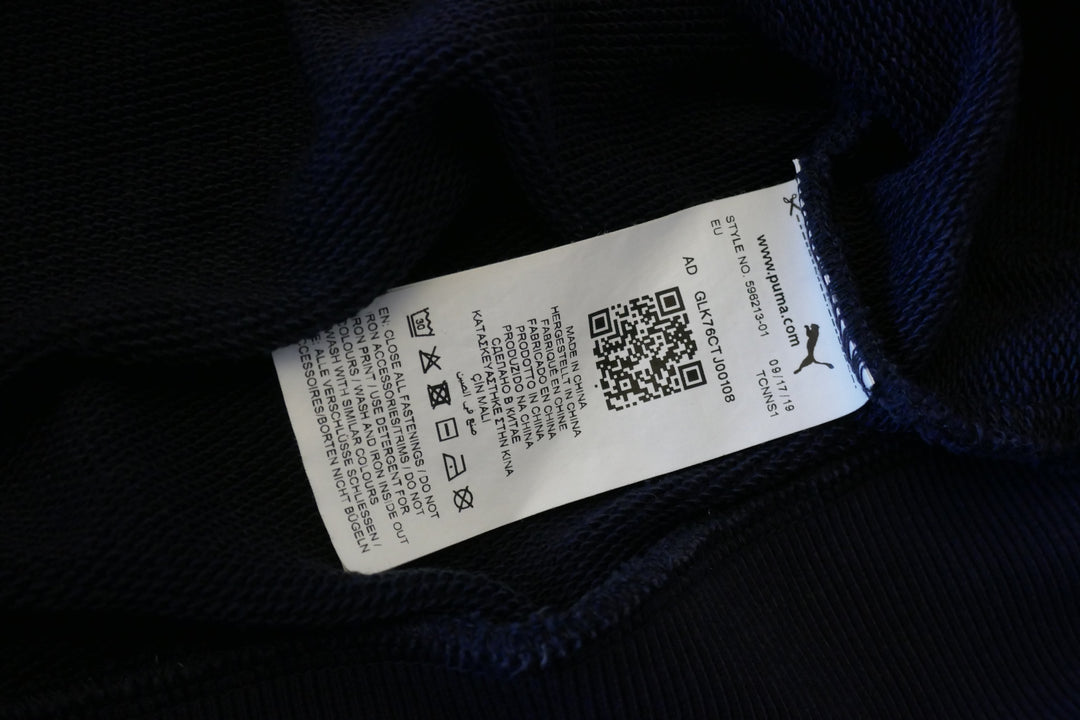 www.puma.com
STYLE NO. 596213-01 09/17/19
EU TCNNS1
AD GLK76CT J00108
MADE IN CHINA
HERGESTELLT IN CHINA
FABRIQUÉ EN CHINE
FABRICADO EN CHINA
PRODOTTO IN CHINA
PRODUZIDO NA CHINA
СДЕЛАНО В КИТАЕ
ΚΑΤΑΣΚΕΥΑΣΤΗΚΕ ΣΤΗΝ ΚΙΝΑ
ÇİN MALI
صنع في الصين
30
EN: CLOSE ALL FASTENINGS / DO NOT
IRON ACCESSORIES/TRIMS / DO NOT
IRON PRINT / USE DETERGENT FOR
COLOURS / WASH AND IRON INSIDE OUT
WASH WITH SIMILAR COLOURS
ALLE VERSCHLÜSSE SCHLIESSEN /
CCESSOIRES/BORTEN NICHT BÜGELN